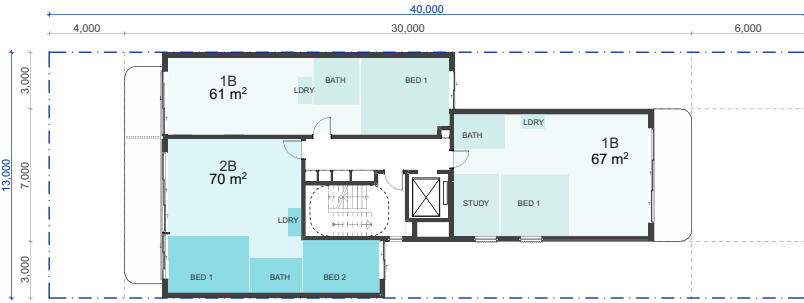 40,000
4,000
30,000
6,000
3,000
7,000
3,000
13,000
1B
61 m²
LDRY
BATH
BED 1
2B
70 m²
LDRY
BED 1
BATH
BED 2
BATH
LDRY
1B
67 m²
STUDY
BED 1